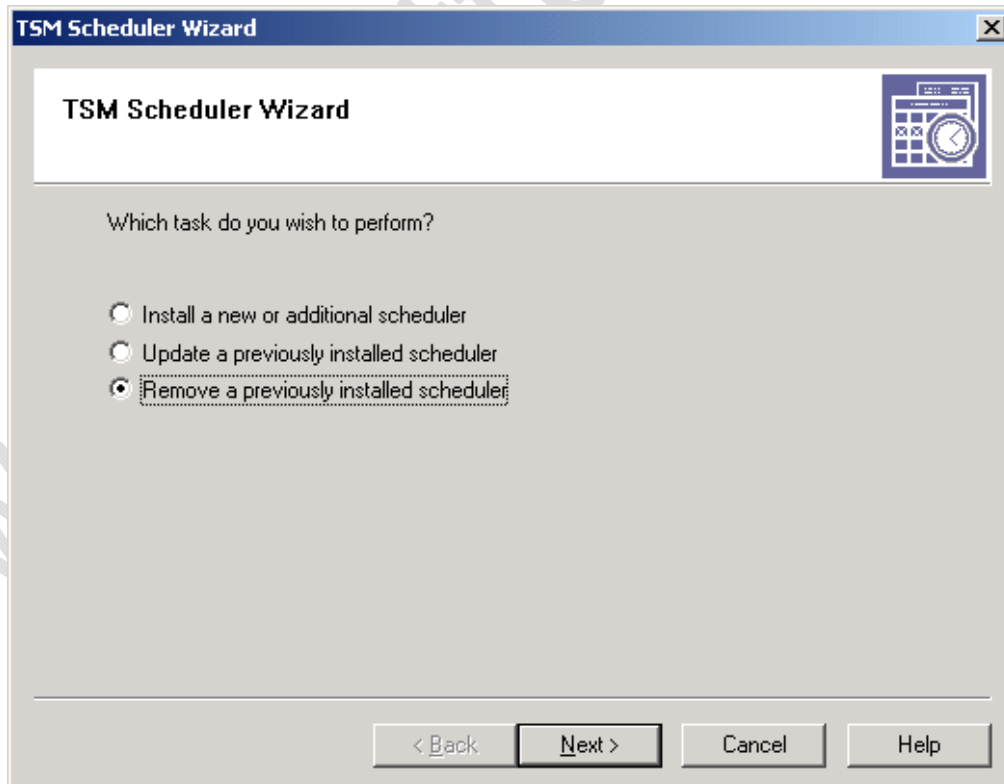 TSM Scheduler Wizard
TSM Scheduler Wizard
Which task do you wish to perform?
Install a new or additional scheduler
Update a previously installed scheduler
Remove a previously installed scheduler
< Back Next > Cancel Help